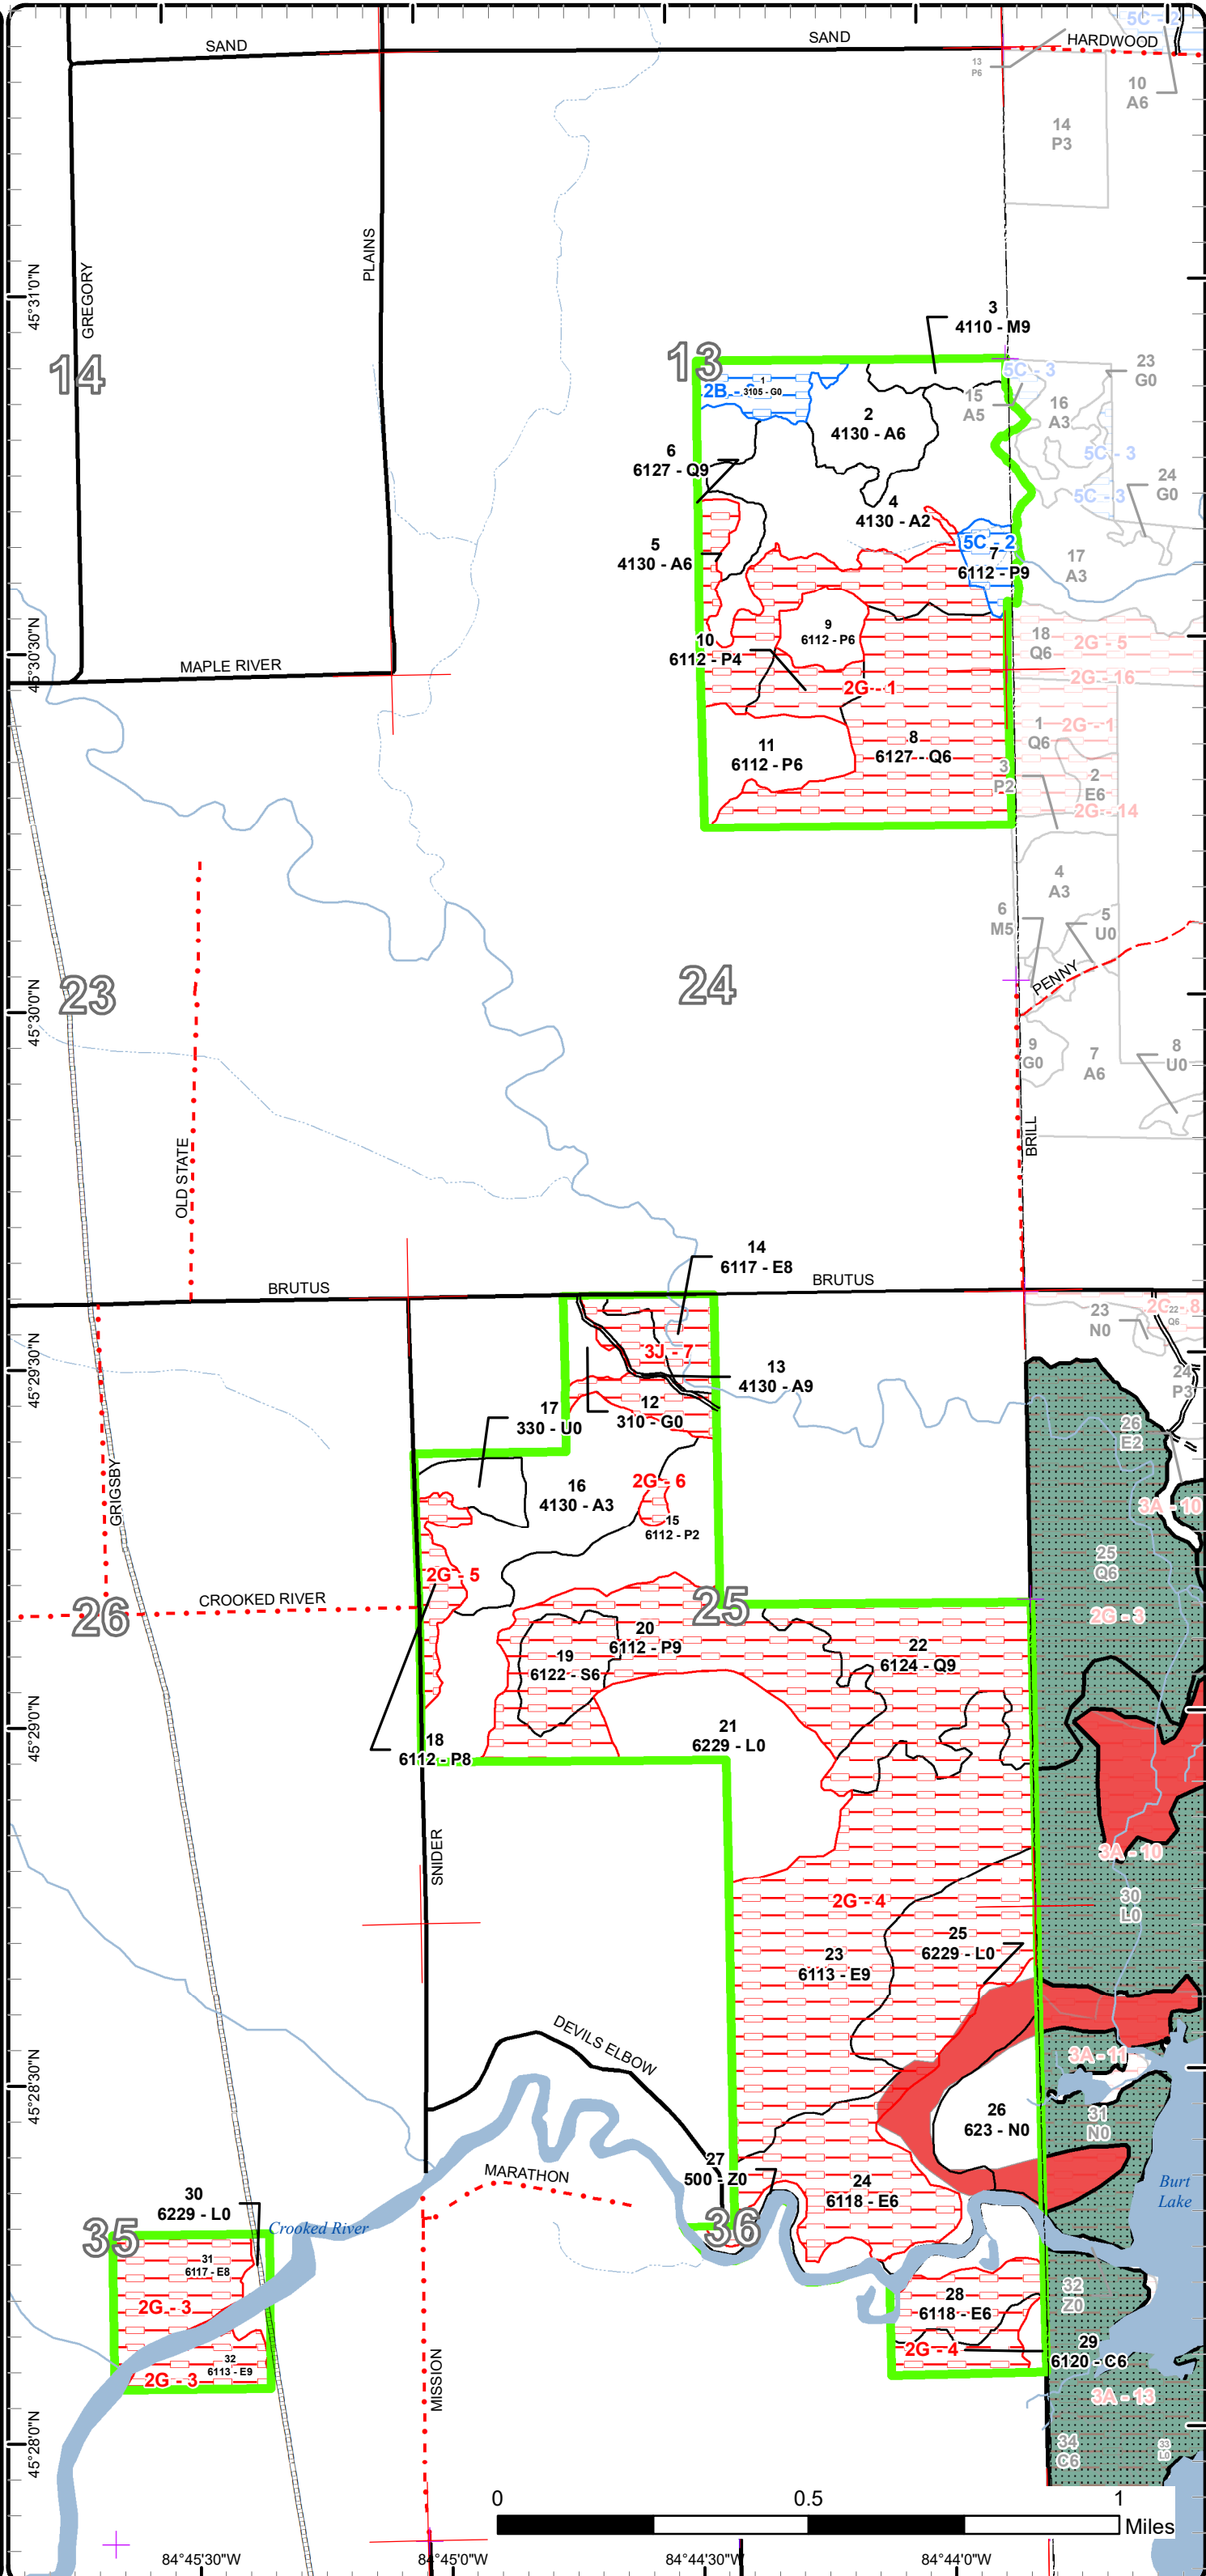 5C - 2
SAND
SAND
HARDWOOD
13
P6
10
A6
14
P3
GREGORY
PLAINS
45°31'0"N
3
4110 - M9
14
13
23
G0
5C - 3
15
A5
16
A3
2B -
1
3105 - G0
2
4130 - A6
6
6127 - Q9
5C - 3
24
G0
5C - 3
4
4130 - A2
5
4130 - A6
5C - 2
7
6112 - P9
17
A3
9
6112 - P6
18
Q6
2G - 5
10
6112 - P4
45°30'30"N
MAPLE RIVER
2G - 16
2G - 1
1
Q6
2G - 1
8
6127 - Q6
11
6112 - P6
3
P2
2
E6
2G - 14
4
A3
6
M5
5
U0
PENNY
23
24
45°30'0"N
9
G0
7
A6
8
U0
BRILL
OLD STATE
14
6117 - E8
BRUTUS
BRUTUS
23
N0
2G - 8
22
Q6
45°29'30"N
3J - 7
13
4130 - A9
24
P3
12
310 - G0
17
330 - U0
26
E2
GRIGSBY
16
4130 - A3
2G - 6
15
6112 - P2
3A - 10
25
Q6
2G - 5
CROOKED RIVER
26
25
2G - 3
20
6112 - P9
22
6124 - Q9
19
6122 - S6
45°29'0"N
21
6229 - L0
18
6112 - P8
SNIDER
3A - 10
2G - 4
30
L0
25
6229 - L0
23
6113 - E9
DEVILS ELBOW
45°28'30"N
3A - 11
26
623 - N0
31
N0
27
500 - Z0
MARATHON
24
6118 - E6
Burt
Lake
30
6229 - L0
35
Crooked River
36
31
6117 - E8
2G - 3
32
Z0
28
6118 - E6
32
6113 - E9
2G - 3
2G - 4
29
6120 - C6
MISSION
3A - 13
45°28'0"N
34
C6
33
L0
0
0.5
1
Miles
84°45'30"W
84°45'0"W
84°44'30"W
84°44'0"W